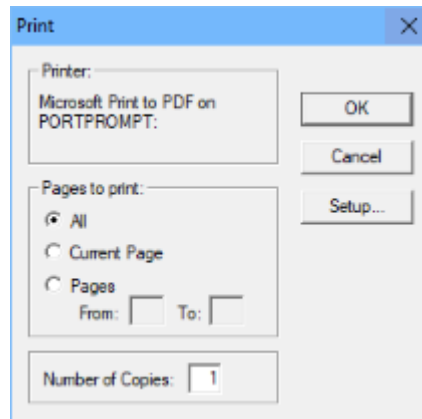 Print
Printer:
Microsoft Print to PDF on
PORTPROMPT:
OK
Cancel
Setup...
Pages to print:
All
Current Page
Pages
From: To:
Number of Copies: 1